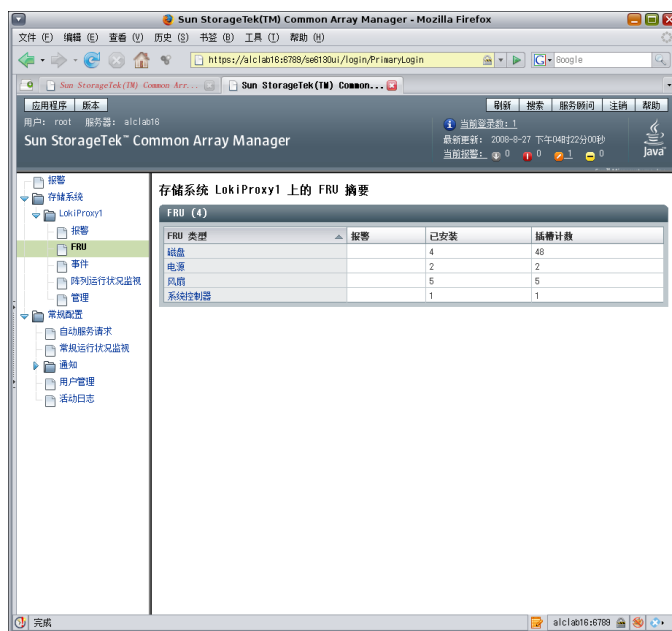 Sun StorageTek(TM) Common Array Manager - Mozilla Firefox
文件 (F) 编辑 (E) 查看 (V) 历史 (S) 书签 (B) 工具 (T) 帮助 (H)
https://alclab16:6789/se6130ui/login/PrimaryLogin
Google
Sun StorageTek(TM) Common Arr...
Sun StorageTek(TM) Common...
应用程序 版本
刷新 搜索 服务顾问 注销 帮助
用户: root 服务器: alclab16
当前登录数: 1
Sun StorageTek™ Common Array Manager
最新更新: 2008-8-27 下午04时22分00秒
当前报警: 0 0 1 0
Java
报警
存储系统
LokiProxy1
报警
FRU
事件
阵列运行状况监视
管理
常规配置
自动服务请求
常规运行状况监视
通知
用户管理
活动日志
存储系统 LokiProxy1 上的 FRU 摘要
FRU (4)
FRU 类型 报警 已安装 插槽计数
磁盘 4 48
电源 2 2
风扇 5 5
系统控制器 1 1
完成
alclab16:6789